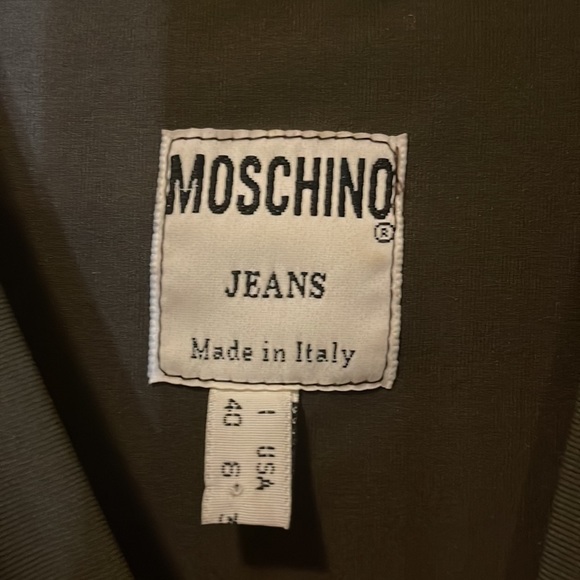 MOSCHINO
®
JEANS
Made in Italy
I USA
40 6